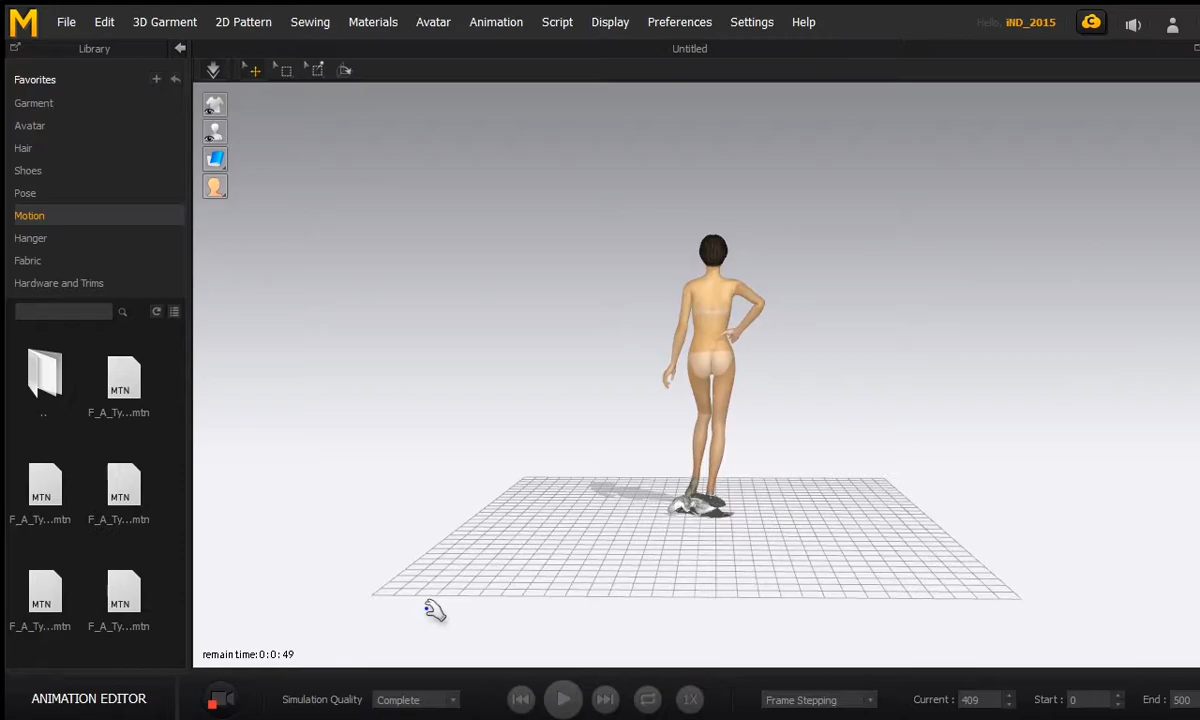 M File Edit 3D Garment 2D Pattern Sewing Materials Avatar Animation Script Display Preferences Settings Help Hello, iND_2015 C
Library Untitled
Favorites
Garment
Avatar
Hair
Shoes
Pose
Motion
Hanger
Fabric
Hardware and Trims
MTN
.. F_A_Ty...mtn
MTN MTN
F_A_Ty...mtn F_A_Ty...mtn
MTN MTN
F_A_Ty...mtn F_A_Ty...mtn
remain time:0:0:49
ANIMATION EDITOR Simulation Quality Complete 1X Frame Stepping Current : 409 Start : 0 End : 500